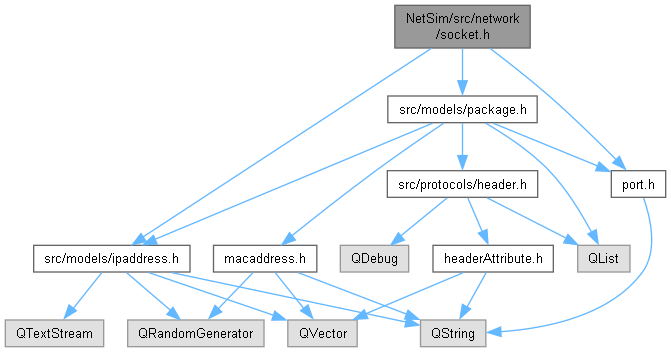 NetSim/src/network
/socket.h
src/models/package.h
src/protocols/header.h
port.h
src/models/ipaddress.h
macaddress.h
QDebug
headerAttribute.h
QList
QTextStream
QRandomGenerator
QVector
QString